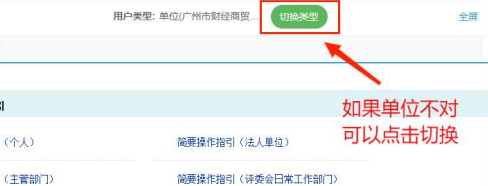 用户类型: 单位(广州市财经商贸... 切换类型 全屏
如果单位不对
可以点击切换
（个人） 简要操作指引（法人单位）
（主管部门） 简要操作指引（评委会日常工作部门）